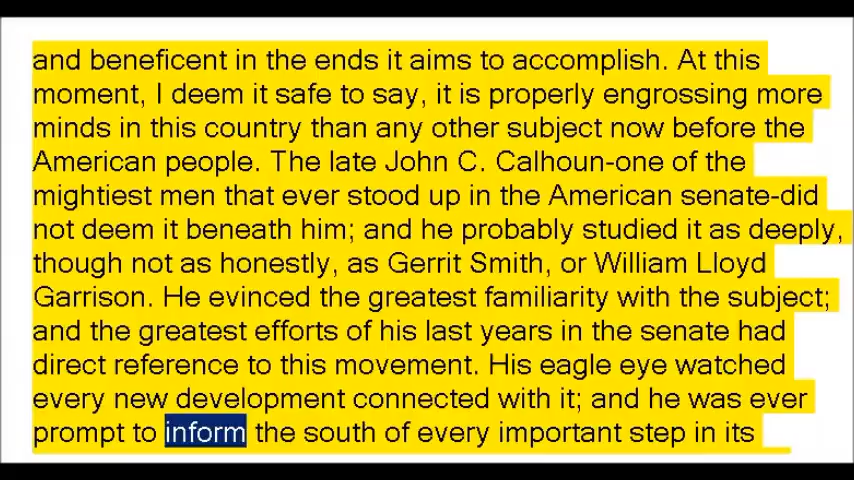 and beneficent in the ends it aims to accomplish. At this
moment, I deem it safe to say, it is properly engrossing more
minds in this country than any other subject now before the
American people. The late John C. Calhoun-one of the
mightiest men that ever stood up in the American senate-did
not deem it beneath him; and he probably studied it as deeply,
though not as honestly, as Gerrit Smith, or William Lloyd
Garrison. He evinced the greatest familiarity with the subject;
and the greatest efforts of his last years in the senate had
direct reference to this movement. His eagle eye watched
every new development connected with it; and he was ever
prompt to inform the south of every important step in its